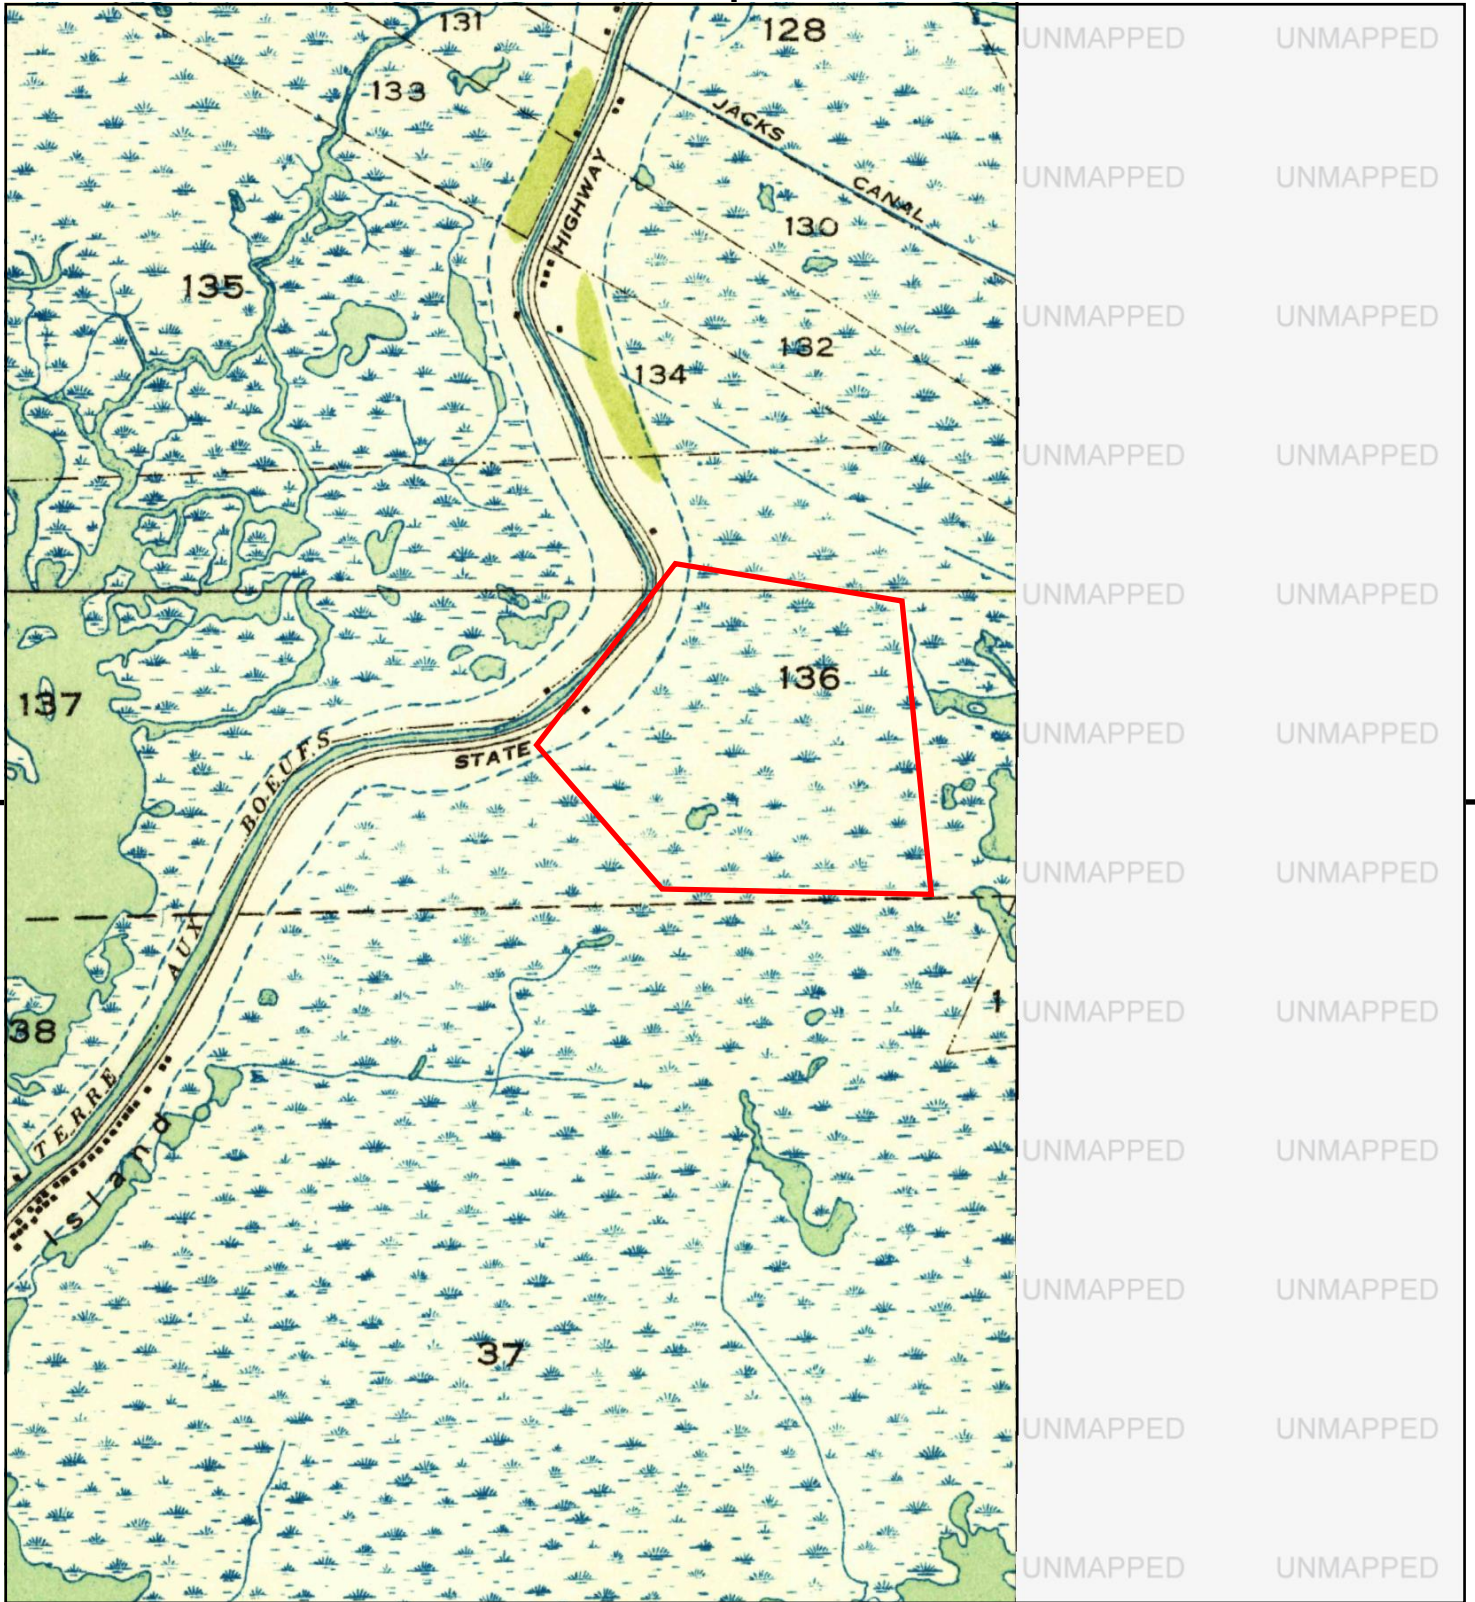 131
128
UNMAPPED UNMAPPED
133
JACKS CANAL
UNMAPPED UNMAPPED
HIGHWAY
130
135
UNMAPPED UNMAPPED
132
134
UNMAPPED UNMAPPED
UNMAPPED UNMAPPED
136
137
UNMAPPED UNMAPPED
STATE
TERRE AUX BOEUFS
UNMAPPED UNMAPPED
1
UNMAPPED UNMAPPED
38
UNMAPPED UNMAPPED
Island
UNMAPPED UNMAPPED
37
UNMAPPED UNMAPPED
UNMAPPED UNMAPPED